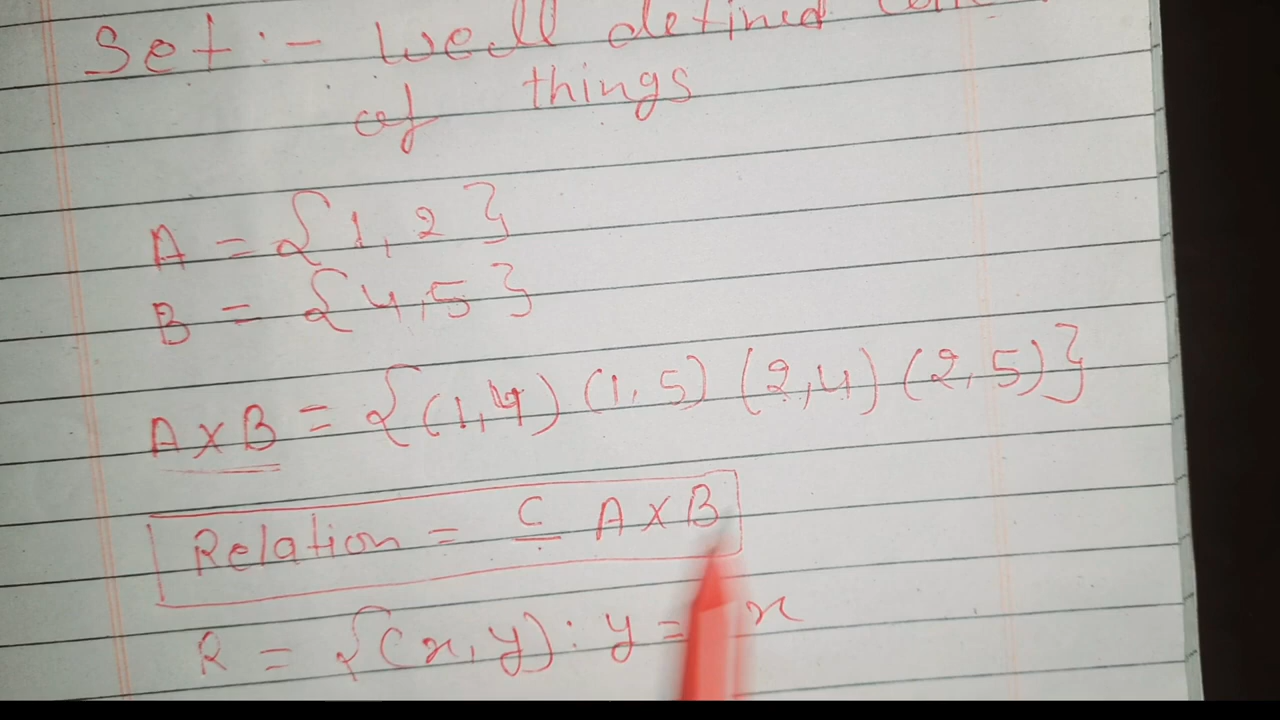 Set :- Well defined
of things
A = {1, 2}
B = {4, 5}
A x B = {(1, 4) (1, 5) (2, 4) (2, 5)}
Relation = ⊆ A x B
R = {(x, y) : y = x